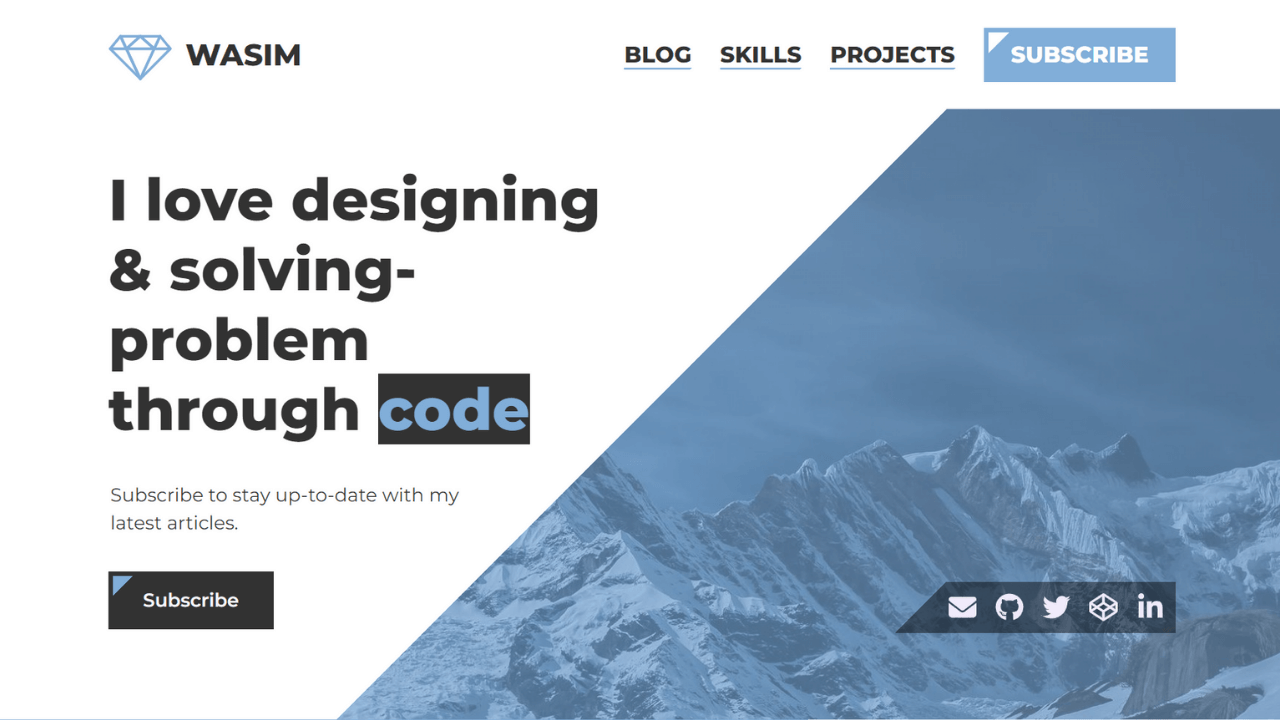 WASIM
BLOG SKILLS PROJECTS SUBSCRIBE
I love designing
& solving-
problem
through code
Subscribe to stay up-to-date with my
latest articles.
Subscribe
in